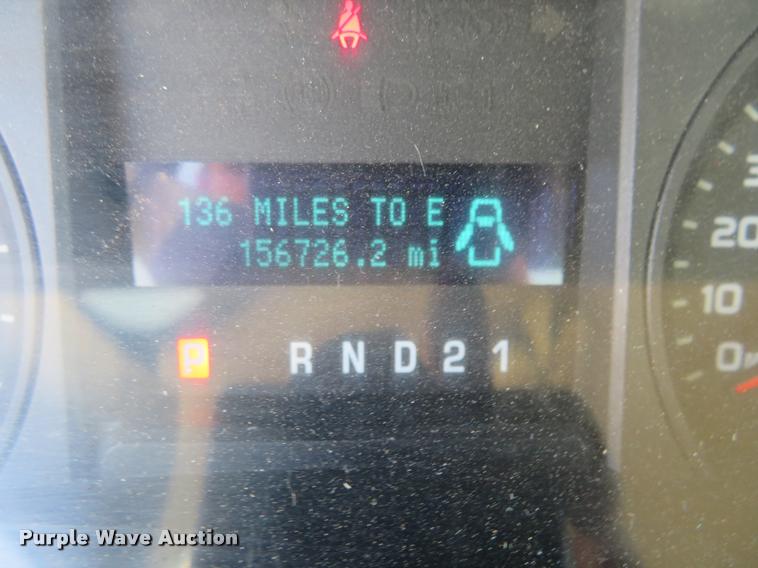 136 MILES TO E
156726.2 mi
P R N D 2 1
20
10
0
Purple Wave Auction